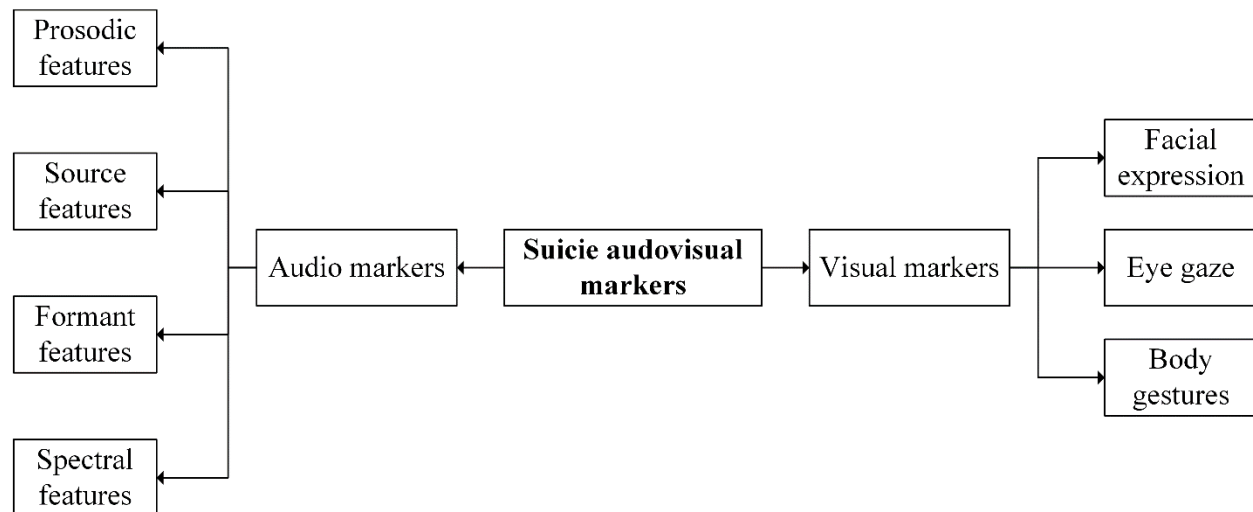 Prosodic
features
Source
features
Formant
features
Spectral
features
Audio markers
Suicie audovisual
markers
Visual markers
Facial
expression
Eye gaze
Body
gestures